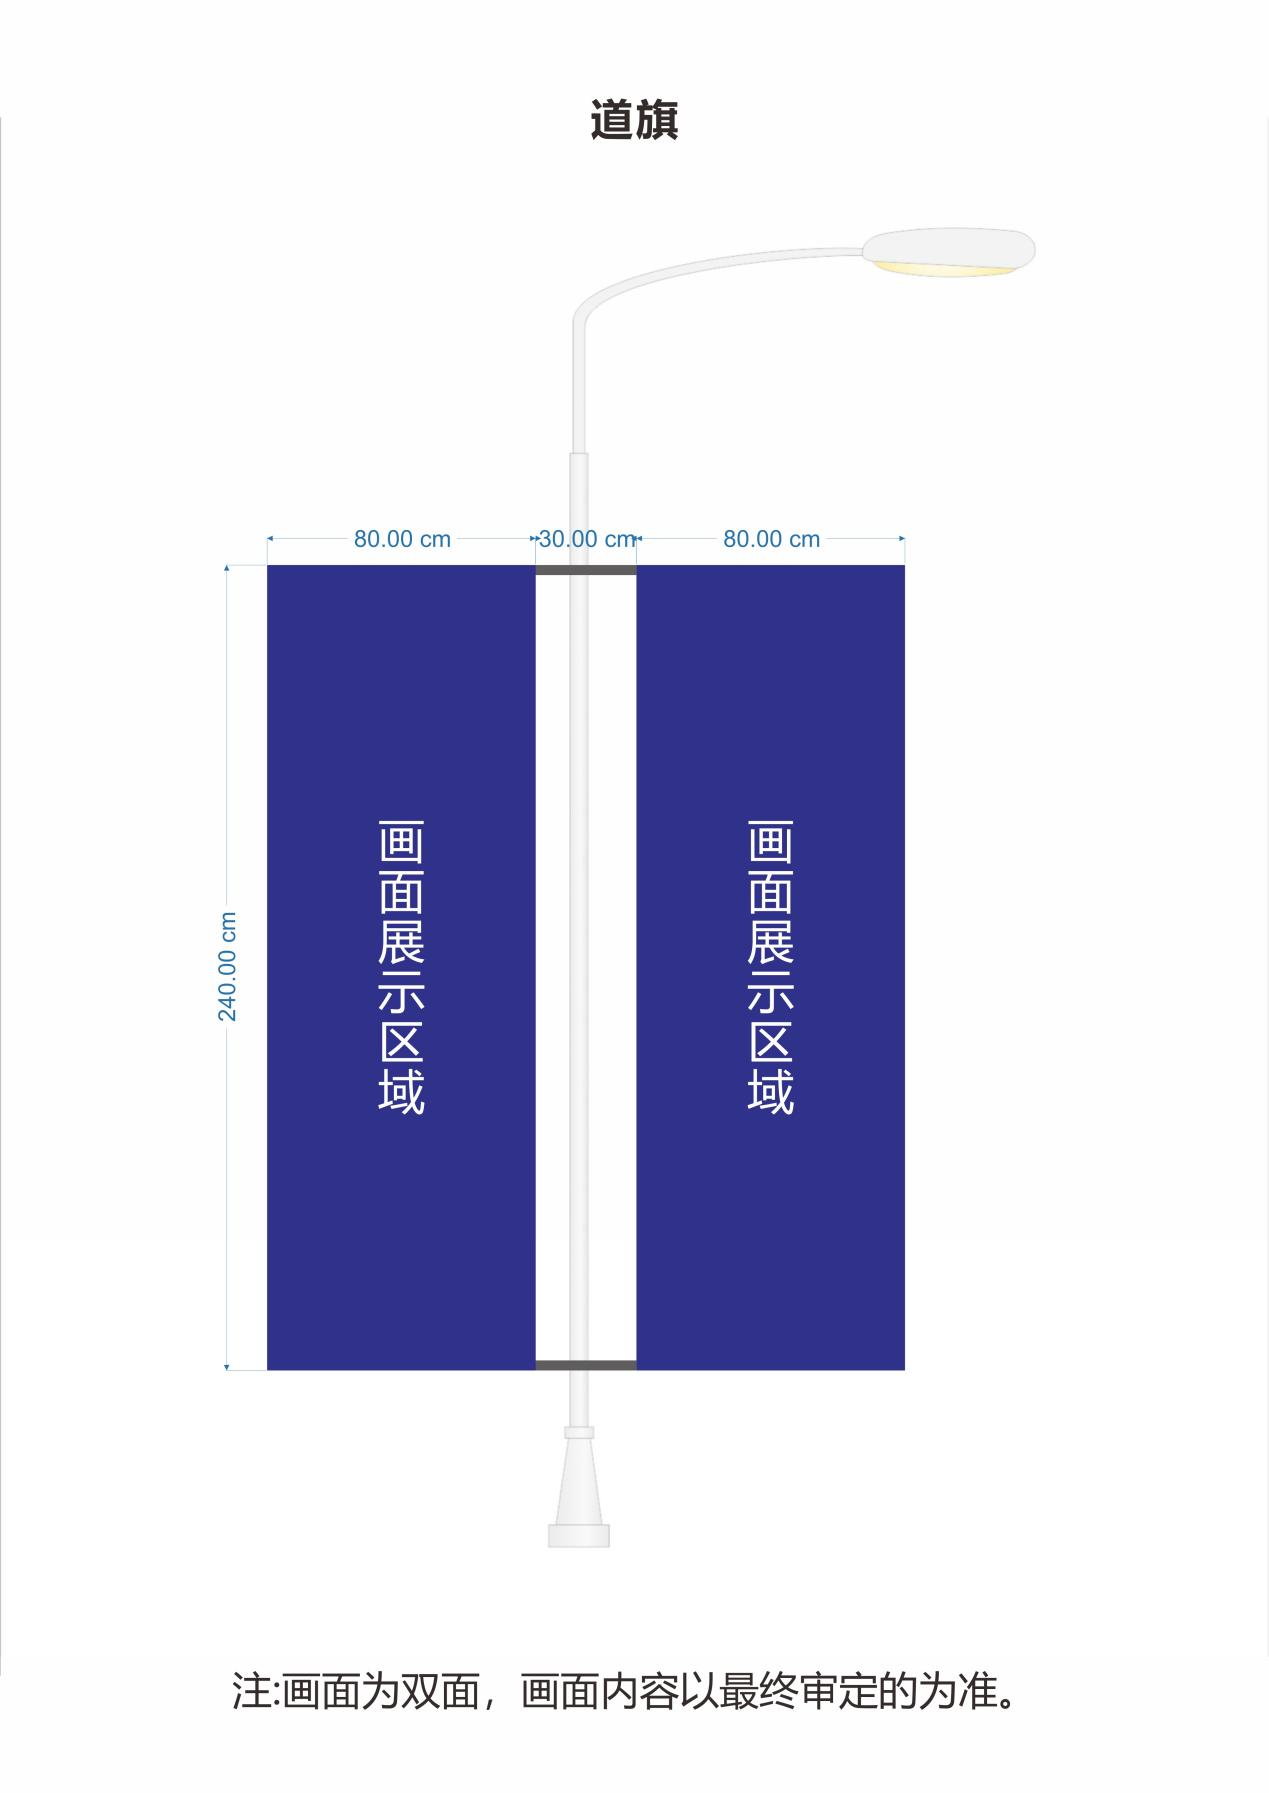 道旗
80.00 cm
30.00 cm
80.00 cm
240.00 cm
画面展示区域
画面展示区域
注:画面为双面，画面内容以最终审定的为准。